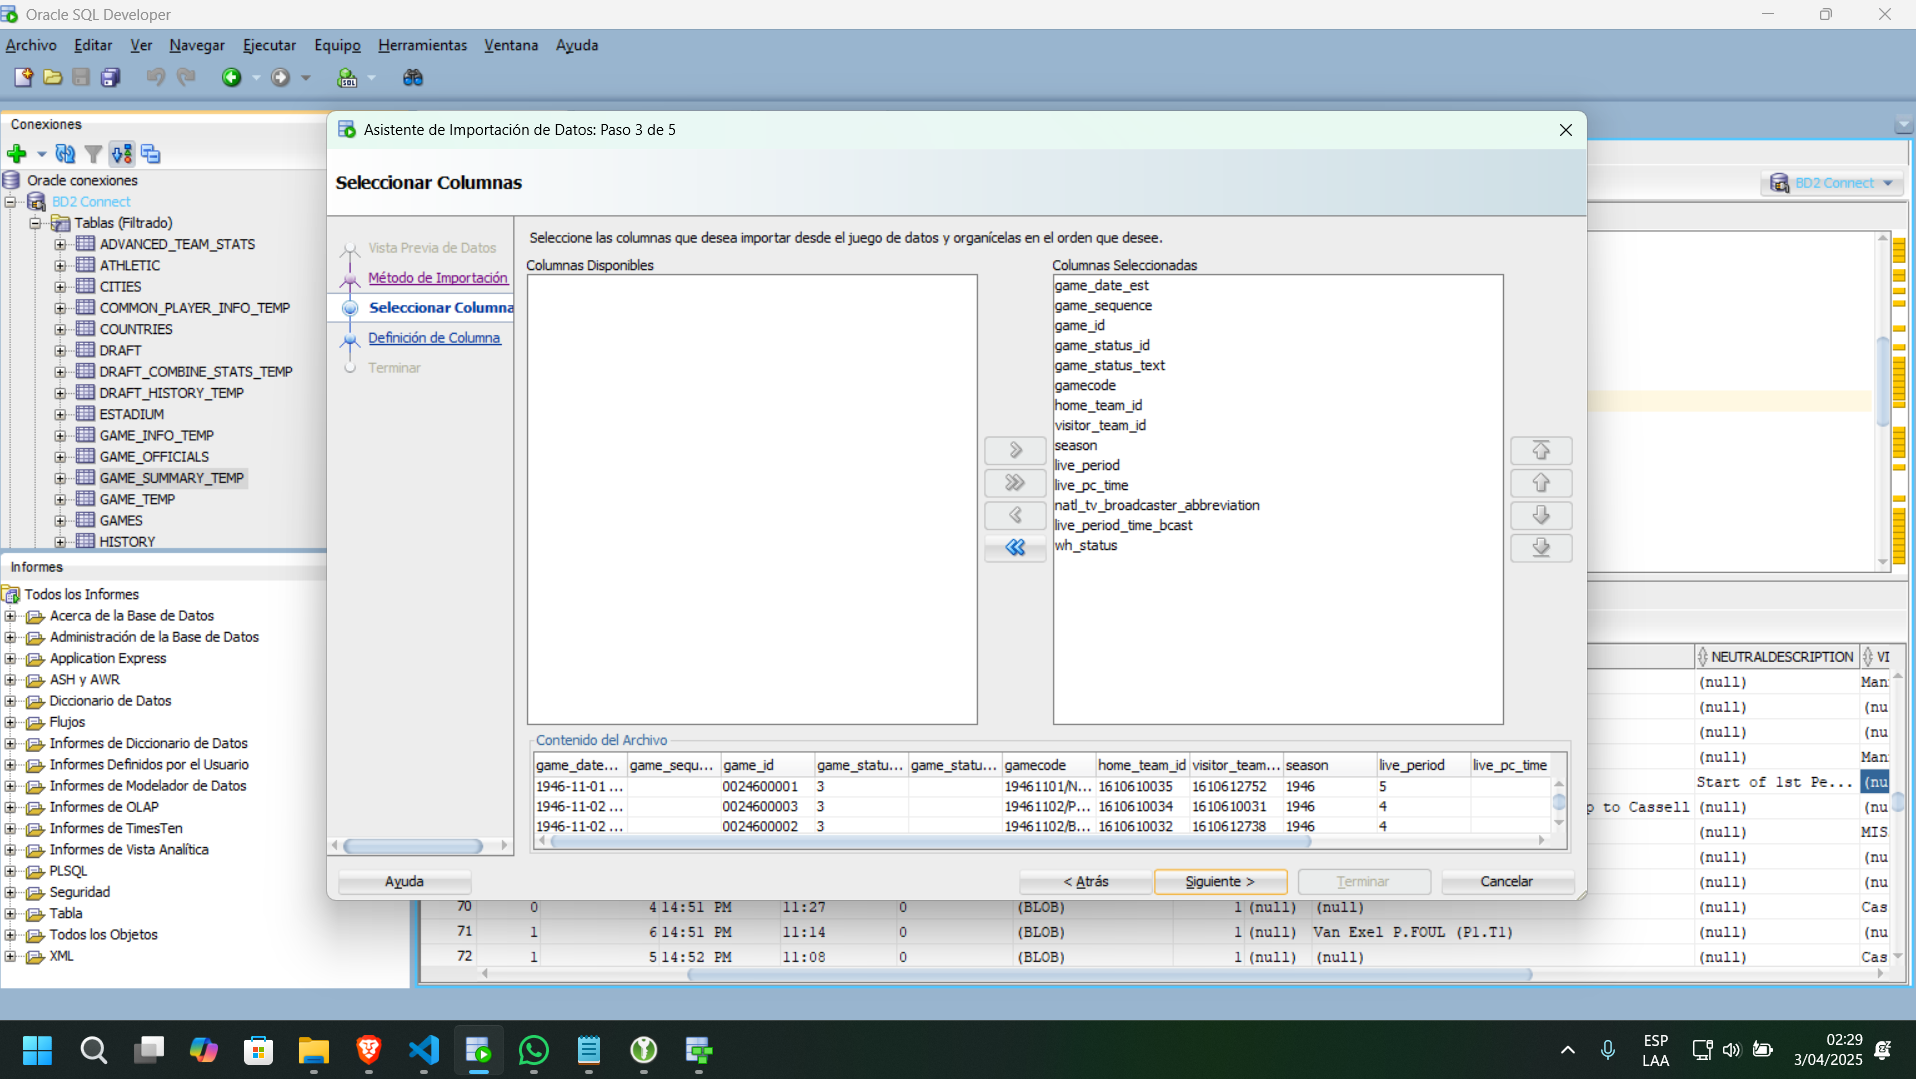 Oracle SQL Developer
Archivo Editar Ver Navegar Ejecutar Equipo Herramientas Ventana Ayuda
Conexiones
Oracle conexiones
BD2 Connect
Tablas (Filtrado)
ADVANCED_TEAM_STATS
ATHLETIC
CITIES
COMMON_PLAYER_INFO_TEMP
COUNTRIES
DRAFT
DRAFT_COMBINE_STATS_TEMP
DRAFT_HISTORY_TEMP
ESTADIUM
GAME_INFO_TEMP
GAME_OFFICIALS
GAME_SUMMARY_TEMP
GAME_TEMP
GAMES
HISTORY
Informes
Todos los Informes
Acerca de la Base de Datos
Administración de la Base de Datos
Application Express
ASH y AWR
Diccionario de Datos
Flujos
Informes de Diccionario de Datos
Informes Definidos por el Usuario
Informes de Modelador de Datos
Informes de OLAP
Informes de TimesTen
Informes de Vista Analítica
PLSQL
Seguridad
Tabla
Todos los Objetos
XML
Asistente de Importación de Datos: Paso 3 de 5
Seleccionar Columnas
Vista Previa de Datos
Método de Importación
Seleccionar Columna
Definición de Columna
Terminar
Seleccione las columnas que desea importar desde el juego de datos y organícelas en el orden que desee.
Columnas Disponibles
Columnas Seleccionadas
game_date_est
game_sequence
game_id
game_status_id
game_status_text
gamecode
home_team_id
visitor_team_id
season
live_period
live_pc_time
natl_tv_broadcaster_abbreviation
live_period_time_bcast
wh_status
Contenido del Archivo
game_date... game_sequ... game_id game_statu... game_statu... gamecode home_team_id visitor_team... season live_period live_pc_time
1946-11-01 ... 0024600001 3 19461101/N... 1610610035 1610612752 1946 5
1946-11-02 ... 0024600003 3 19461102/P... 1610610034 1610610031 1946 4
1946-11-02 ... 0024600002 3 19461102/B... 1610610032 1610612738 1946 4
Ayuda < Atrás Siguiente > Terminar Cancelar
BD2 Connect
NEUTRALDESCRIPTION VI
(null) Man
(null) (nu
(null) (nu
(null) Man
Start of 1st Pe... (nu
p to Cassell (null) (nu
(null) MIS
(null) (nu
(null) (nu
70 0 4 14:51 PM 11:27 0 (BLOB) 1 (null) (null) (null) Cas
71 1 6 14:51 PM 11:14 0 (BLOB) 1 (null) Van Exel P.FOUL (P1.T1) (null) (nu
72 1 5 14:52 PM 11:08 0 (BLOB) 1 (null) (null) (null) Cas
ESP
LAA
02:29
3/04/2025